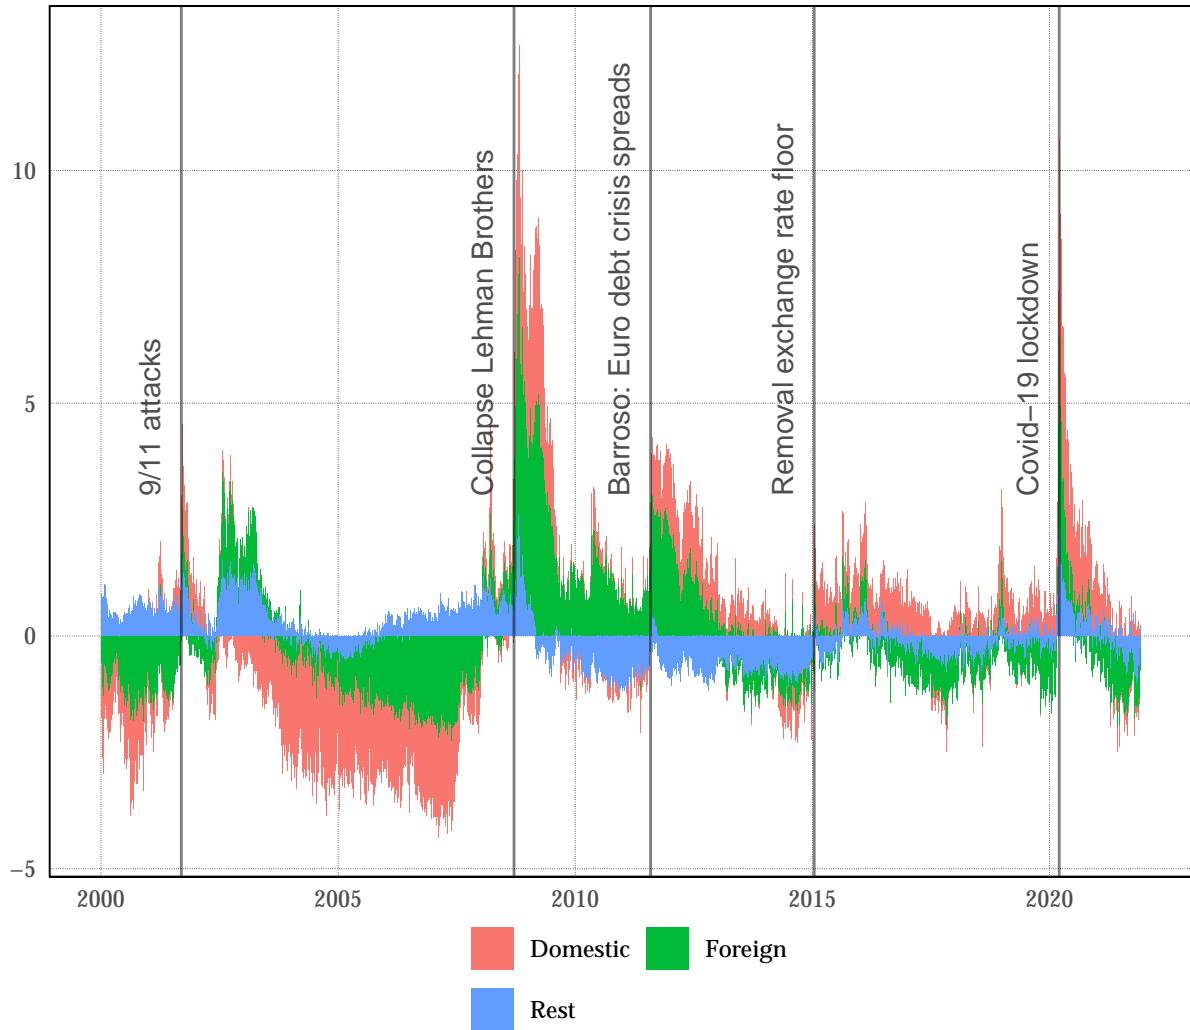 10
5
0
−5
9/11 attacks
Collapse Lehman Brothers
Barroso: Euro debt crisis spreads
Removal exchange rate floor
Covid−19 lockdown
2000
2005
2010
2015
2020
Domestic
Foreign
Rest